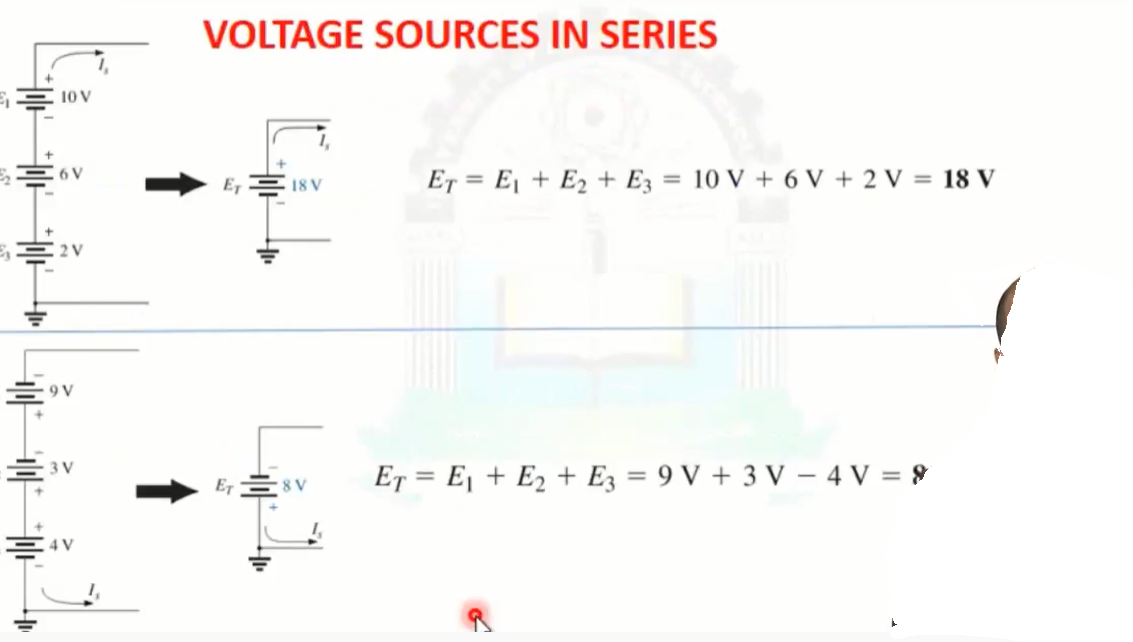 VOLTAGE SOURCES IN SERIES
I_s
+
E_1 10 V
−
+
E_2 6 V
−
+
E_3 2 V
−
I_s
+
E_T 18 V
−
E_T = E_1 + E_2 + E_3 = 10 V + 6 V + 2 V = 18 V
−
9 V
+
−
3 V
+
+
4 V
−
I_s
−
E_T 8 V
+
I_s
E_T = E_1 + E_2 + E_3 = 9 V + 3 V − 4 V =